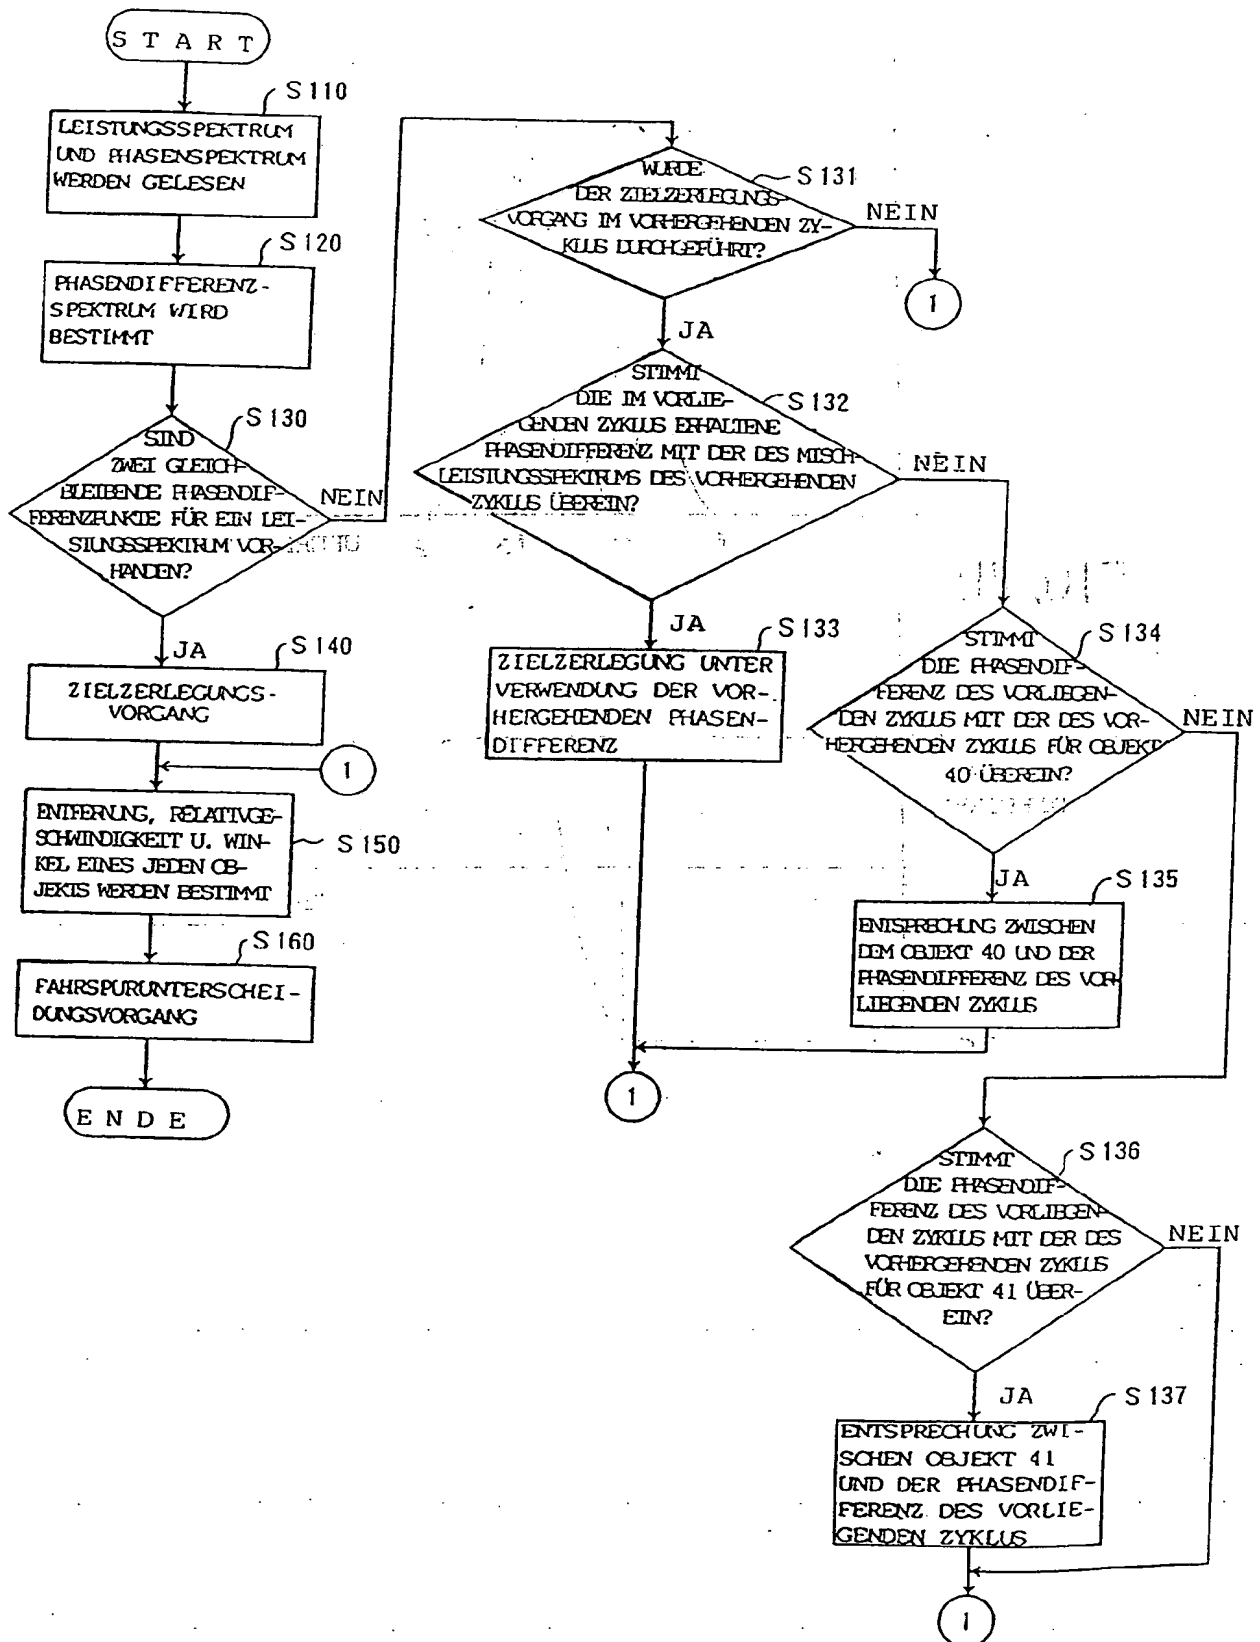 START
S110
LEISTUNGSSPEKTRUM
UND PHASENSPEKTRUM
WERDEN GELESEN
S120
PHASENDIFFERENZ-
SPEKTRUM WIRD
BESTIMMT
S130
SIND
ZWEI GLEICH-
BLEIBENDE PHASENDIF-
FERENZPUNKTE FÜR EIN LEI-
STUNGSSPEKTRUM VOR-
HANDEN?
NEIN
JA
S140
ZIELZERLEGUNGS-
VORGANG
1
ENTFERNUNG, RELATIVGE-
SCHWINDIGKEIT U. WIN-
KEL EINES JEDEN OB-
JEKTS WERDEN BESTIMMT
S150
S160
FAHRSPURUNTERSCHEI-
DUNGSVORGANG
ENDE
S131
WURDE
DER ZIELZERLEGUNGS-
VORGANG IM VORHERGEHENDEN ZY-
KLUS DURCHGEFÜHRT?
NEIN
1
JA
S132
STIMMT
DIE IM VORLIE-
GENDEN ZYKLUS ERHALTENE
PHASENDIFFERENZ MIT DER DES MISCH-
LEISTUNGSSPEKTRUMS DES VORHERGEHENDEN
ZYKLUS ÜBEREIN?
NEIN
JA
S133
ZIELZERLEGUNG UNTER
VERWENDUNG DER VOR-
HERGEHENDEN PHASEN-
DIFFERENZ
S134
STIMMT
DIE PHASENDIF-
FERENZ DES VORLIEGEN-
DEN ZYKLUS MIT DER DES VOR-
HERGEHENDEN ZYKLUS FÜR OBJEKT
40 ÜBEREIN?
NEIN
JA
S135
ENTSPRECHUNG ZWISCHEN
DEM OBJEKT 40 UND DER
PHASENDIFFERENZ DES VOR-
LIEGENDEN ZYKLUS
1
S136
STIMMT
DIE PHASENDIF-
FERENZ DES VORLIEGEN-
DEN ZYKLUS MIT DER DES
VORHERGEHENDEN ZYKLUS
FÜR OBJEKT 41 ÜBER-
EIN?
NEIN
JA
S137
ENTSPRECHUNG ZWI-
SCHEN OBJEKT 41
UND DER PHASENDIF-
FERENZ DES VORLIE-
GENDEN ZYKLUS
1